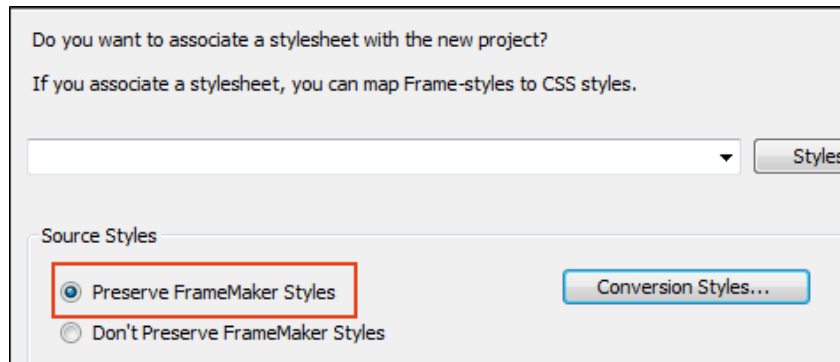 Do you want to associate a stylesheet with the new project?
If you associate a stylesheet, you can map Frame-styles to CSS styles.
Styles
Source Styles
Preserve FrameMaker Styles
Conversion Styles...
Don't Preserve FrameMaker Styles